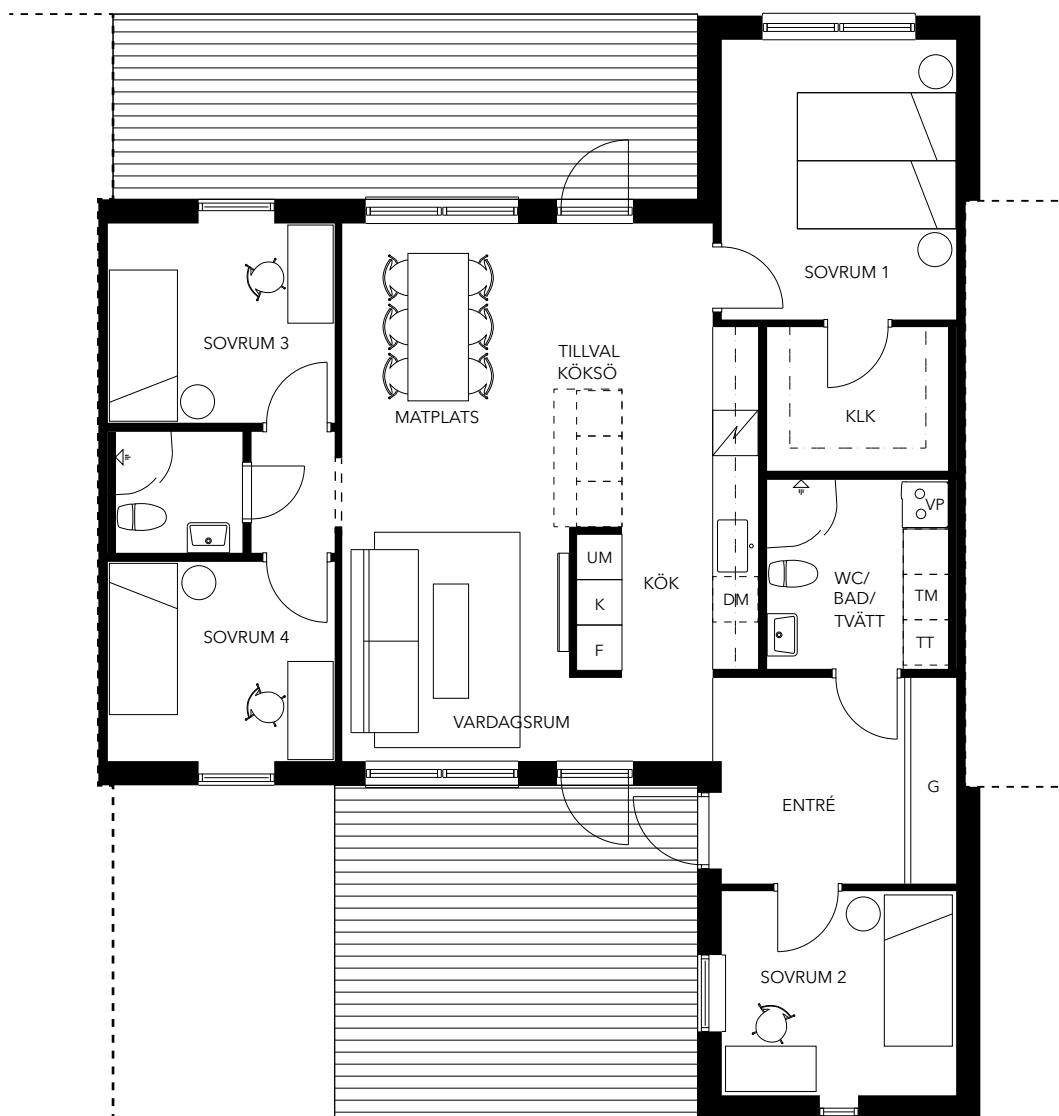 SOVRUM 1
SOVRUM 3
TILLVAL
KÖKSÖ
MATPLATS
KLK
VP
UM
KÖK
WC/
BAD/
TVÄTT
K
DM
TM
F
TT
SOVRUM 4
VARDAGSRUM
G
ENTRÉ
SOVRUM 2